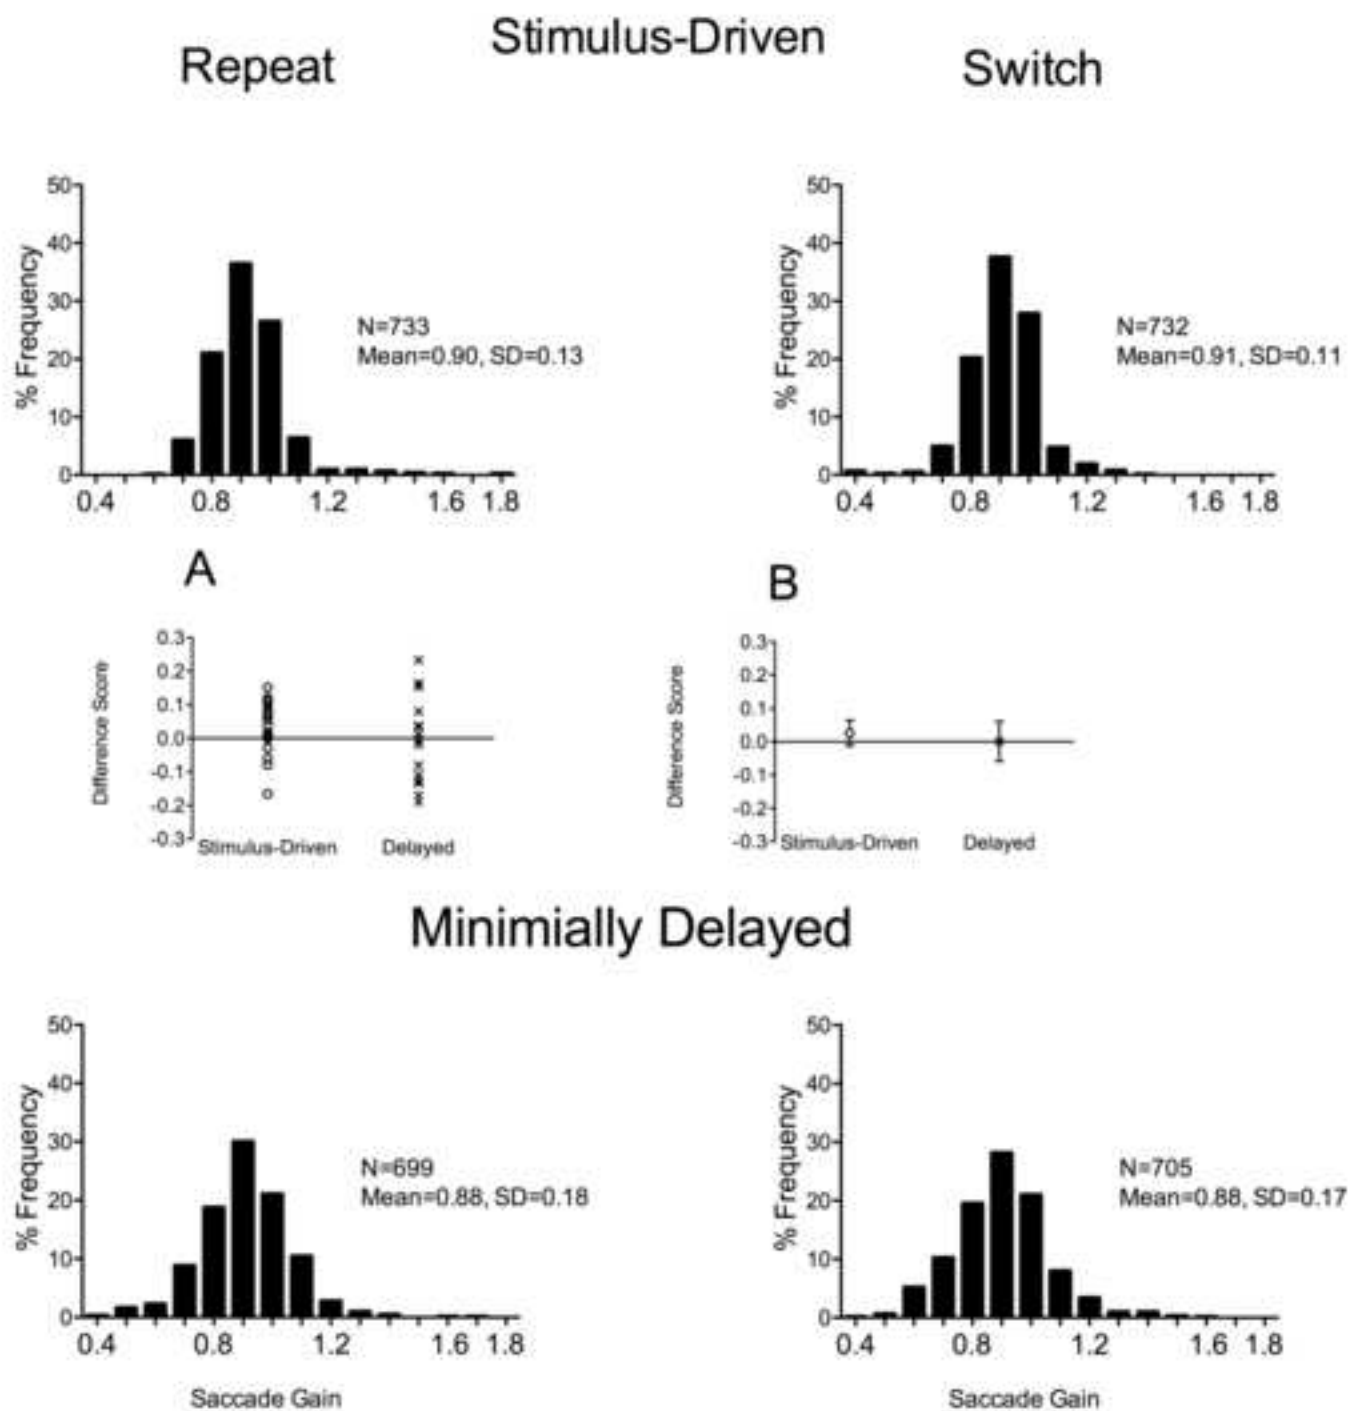 Stimulus-Driven
Repeat
Switch
50
40
30
20
10
0
% Frequency
N=733
Mean=0.90, SD=0.13
0.4 0.8 1.2 1.6 1.8
50
40
30
20
10
0
% Frequency
N=732
Mean=0.91, SD=0.11
0.4 0.8 1.2 1.6 1.8
A
0.3
0.2
0.1
0.0
-0.1
-0.2
-0.3
Difference Score
Stimulus-Driven Delayed
B
0.3
0.2
0.1
0.0
-0.1
-0.2
-0.3
Difference Score
Stimulus-Driven Delayed
Minimially Delayed
50
40
30
20
10
0
% Frequency
N=699
Mean=0.88, SD=0.18
0.4 0.8 1.2 1.6 1.8
Saccade Gain
50
40
30
20
10
0
% Frequency
N=705
Mean=0.88, SD=0.17
0.4 0.8 1.2 1.6 1.8
Saccade Gain